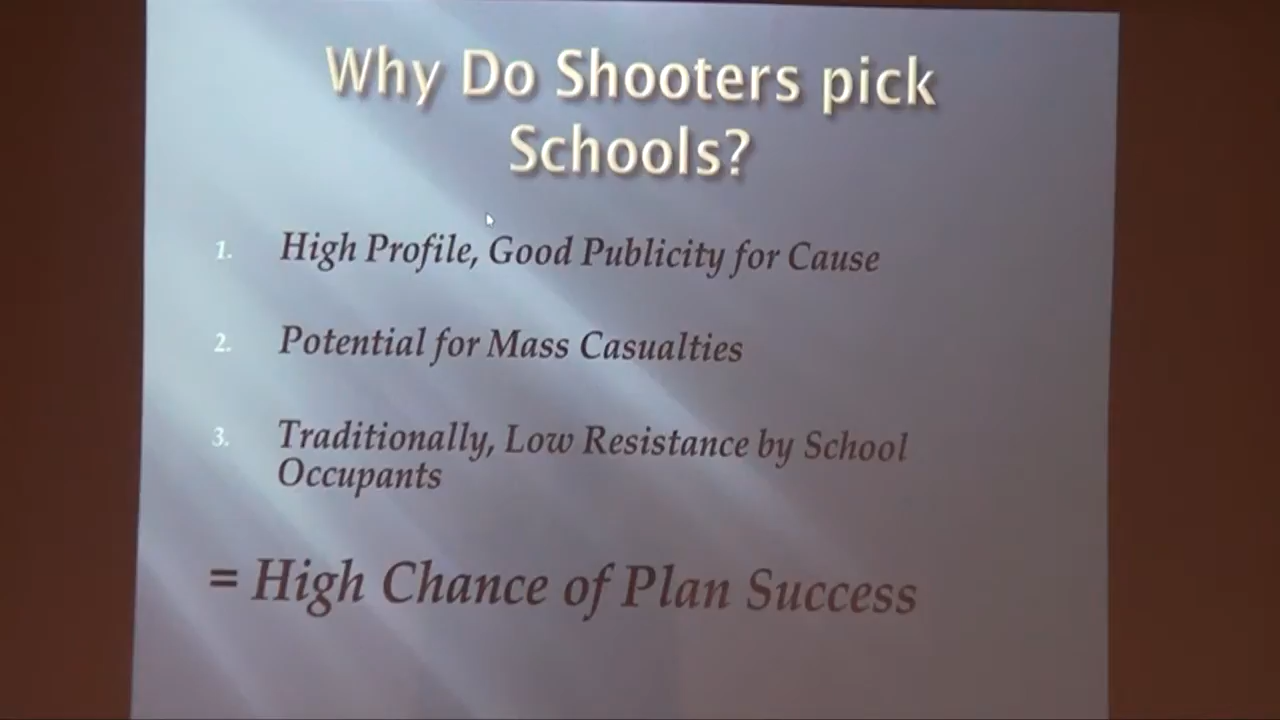 Why Do Shooters pick
Schools?
1. High Profile, Good Publicity for Cause
2. Potential for Mass Casualties
3. Traditionally, Low Resistance by School
Occupants
= High Chance of Plan Success